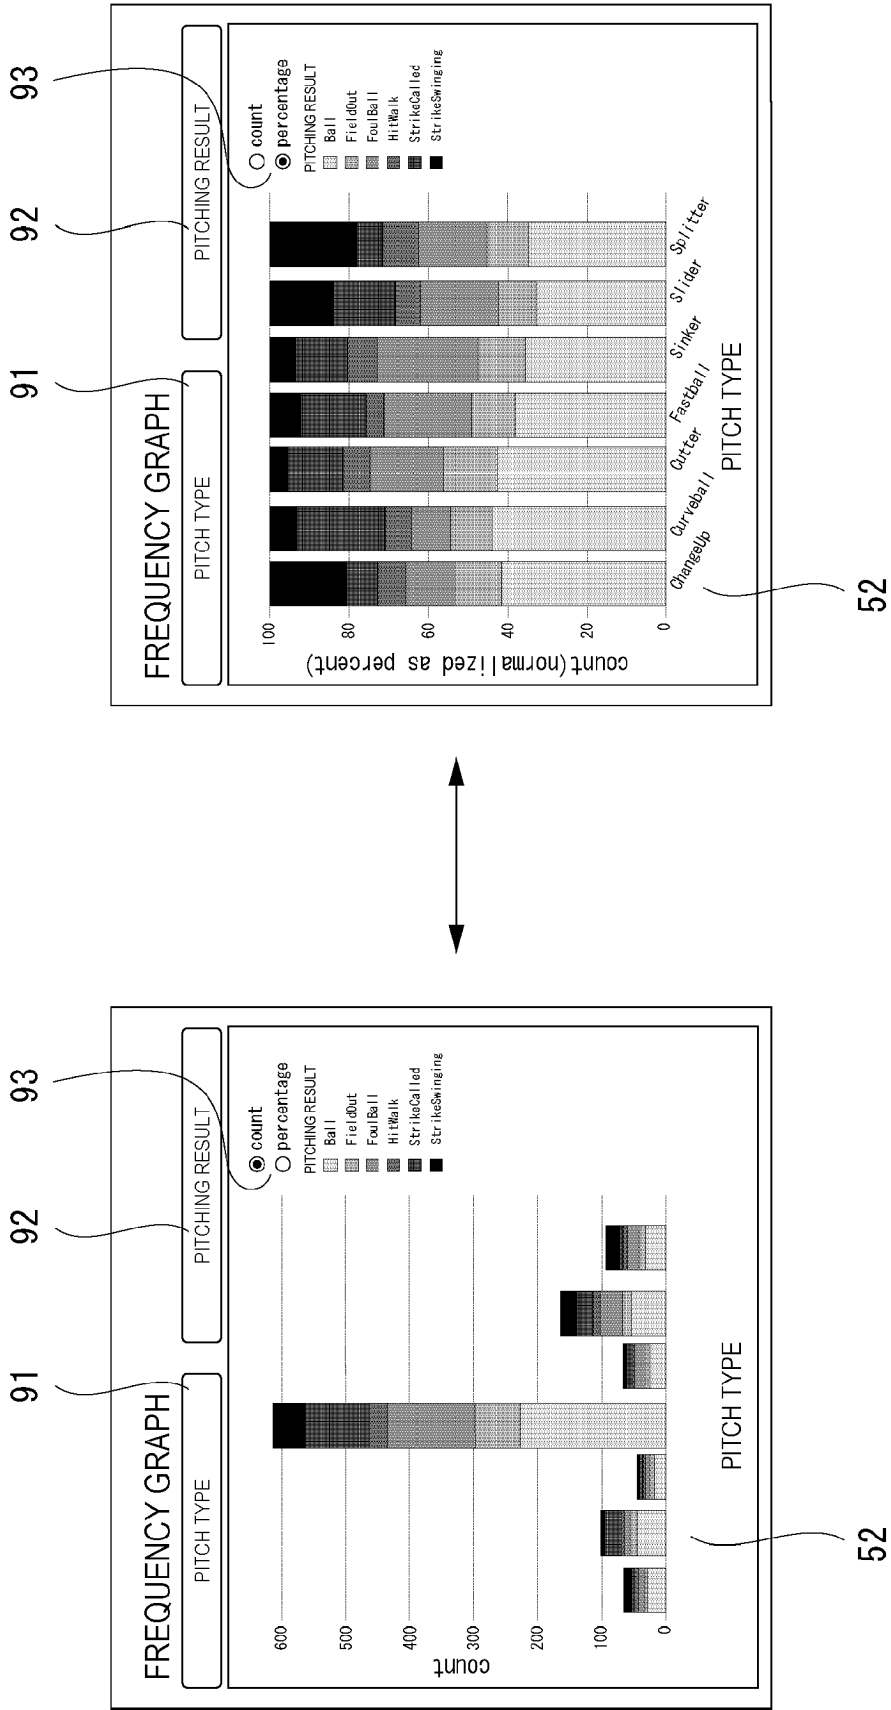 FREQUENCY GRAPH
91
92
93
PITCH TYPE
PITCHING RESULT
count
percentage
PITCHING RESULT
Ball
FieldOut
FoulBall
HitWalk
StrikeCalled
StrikeSwinging
600
500
400
300
200
100
0
count
PITCH TYPE
52
FREQUENCY GRAPH
91
92
93
PITCH TYPE
PITCHING RESULT
count
percentage
PITCHING RESULT
Ball
FieldOut
FoulBall
HitWalk
StrikeCalled
StrikeSwinging
100
80
60
40
20
0
count(normalized as percent)
ChangeUp
Curveball
Cutter
Fastball
Sinker
Slider
Splitter
PITCH TYPE
52